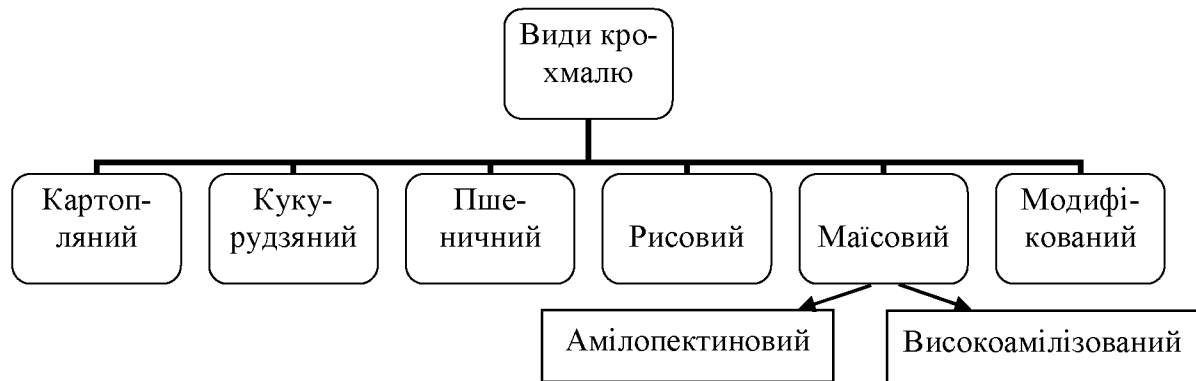 Види кро-
хмалю
Картоп-
ляний
Куку-
рудзяний
Пше-
ничний
Рисовий
Маїсовий
Модифі-
кований
Амілопектиновий
Високоамілізований